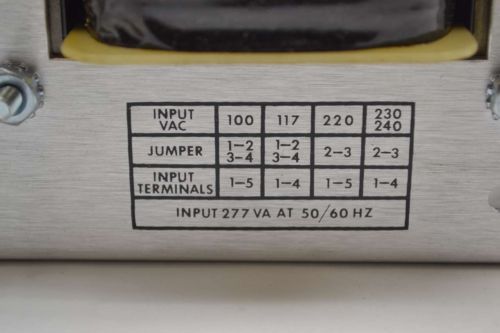 INPUT VAC 100 117 220 230 240
JUMPER 1-2 3-4 1-2 3-4 2-3 2-3
INPUT TERMINALS 1-5 1-4 1-5 1-4
INPUT 277 VA AT 50/60 HZ